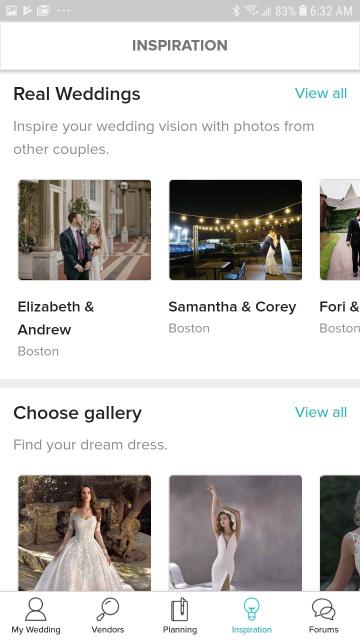 83% 6:32 AM
INSPIRATION
Real Weddings View all
Inspire your wedding vision with photos from
other couples.
Elizabeth & Samantha & Corey Fori &
Andrew Boston Boston
Boston
Choose gallery View all
Find your dream dress.
My Wedding Vendors Planning Inspiration Forums